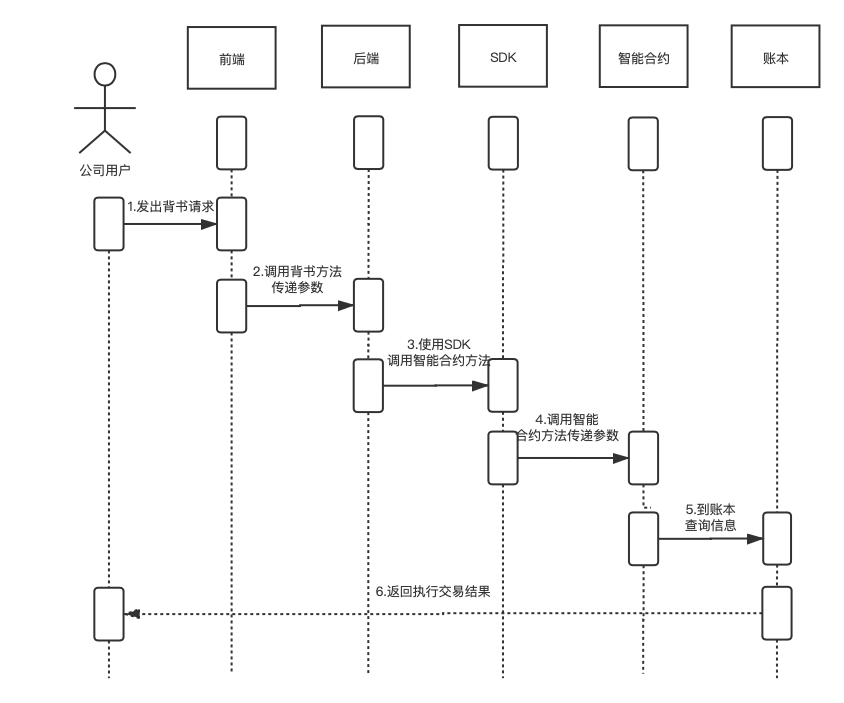 前端
后端
SDK
智能合约
账本
公司用户
1.发出背书请求
2.调用背书方法
传递参数
3.使用SDK
调用智能合约方法
4.调用智能
合约方法传递参数
5.到账本
查询信息
6.返回执行交易结果